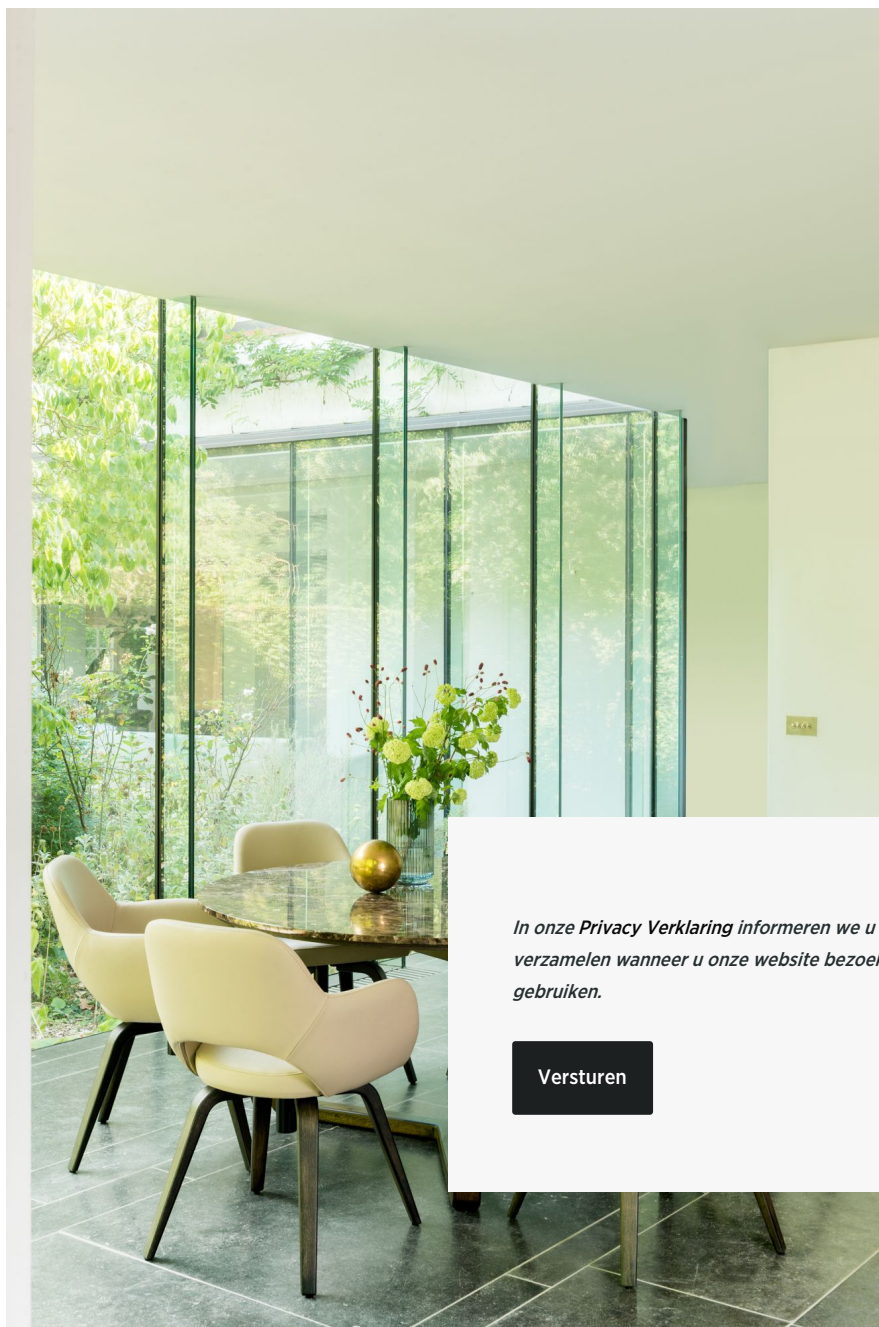 In onze Privacy Verklaring informeren we u
verzamelen wanneer u onze website
gebruiken.
Versturen